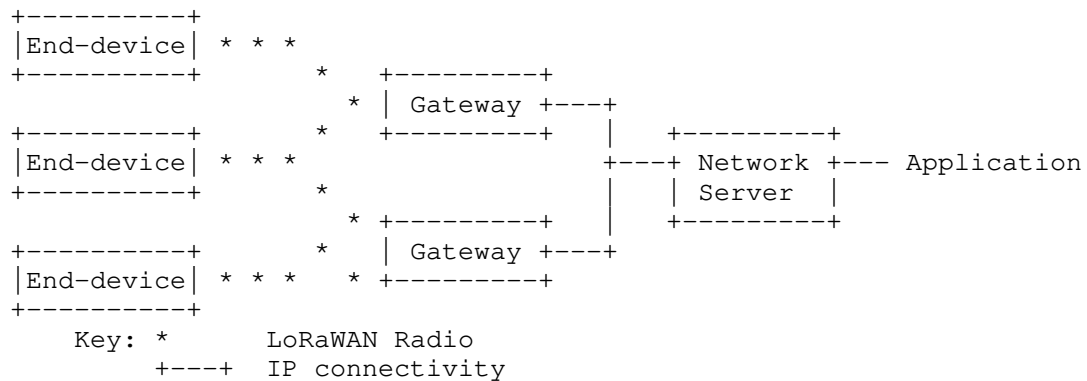 +----------+
|End-device| * * *
+----------+       *   +---------+
                     * | Gateway +---+
+----------+       *   +---------+   |   +---------+
|End-device| * * *                   +---+ Network +--- Application
+----------+       *                 |   | Server  |
                     * +---------+   |   +---------+
+----------+       *   | Gateway +---+
|End-device| * * *   * +---------+
+----------+
    Key: *      LoRaWAN Radio
         +---+  IP connectivity